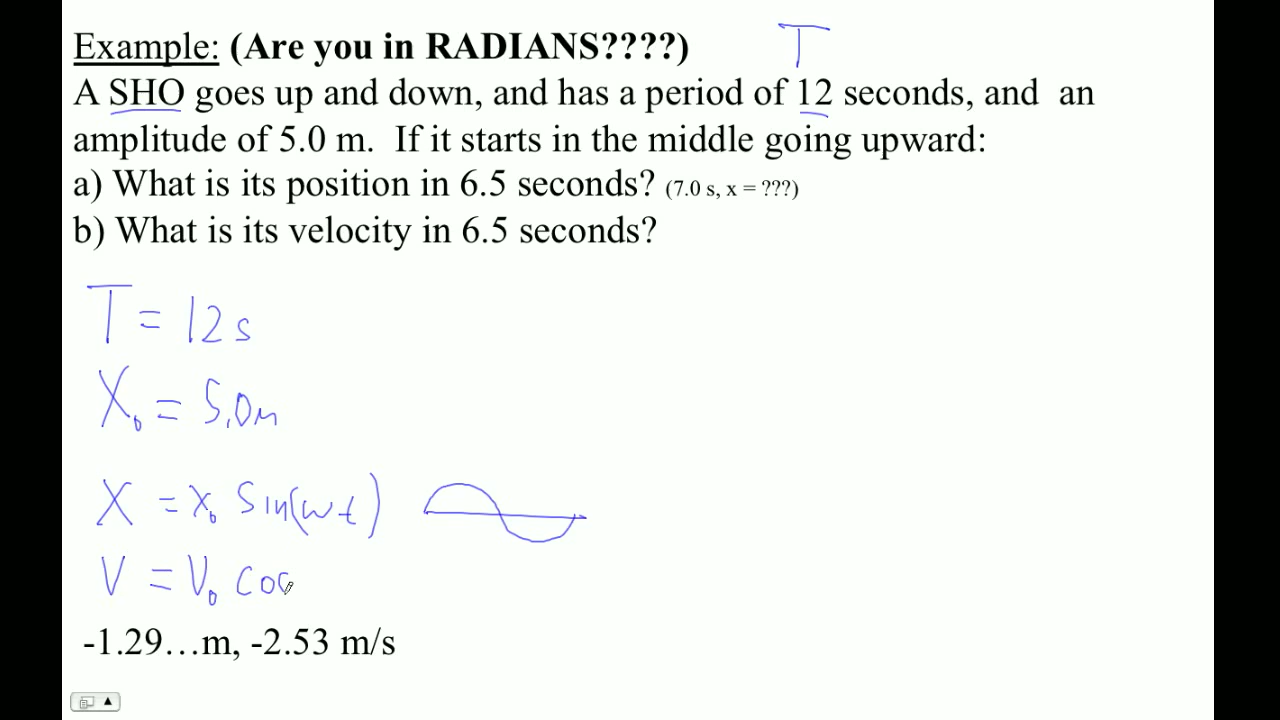 Example: (Are you in RADIANS????) T
A SHO goes up and down, and has a period of 12 seconds, and an
amplitude of 5.0 m. If it starts in the middle going upward:
a) What is its position in 6.5 seconds? (7.0 s, x = ???)
b) What is its velocity in 6.5 seconds?
T = 12 s
X₀ = 5.0m
X = x₀ Sin(ωt)
V = V₀ cos
-1.29…m, -2.53 m/s